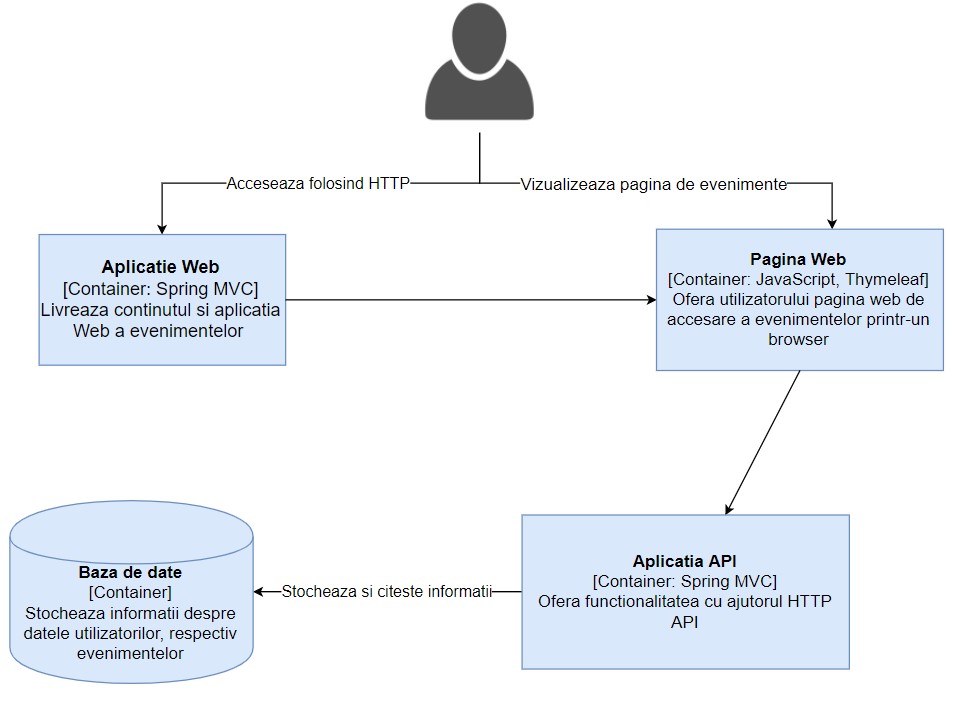 Acceseaza folosind HTTP
Vizualizeaza pagina de evenimente
Aplicatie Web
[Container: Spring MVC]
Livreaza continutul si aplicatia
Web a evenimentelor
Pagina Web
[Container: JavaScript, Thymeleaf]
Ofera utilizatorului pagina web de
accesare a evenimentelor printr-un
browser
Baza de date
[Container]
Stocheaza informatii despre
datele utilizatorilor, respectiv
evenimentelor
Stocheaza si citeste informatii
Aplicatia API
[Container: Spring MVC]
Ofera functionalitatea cu ajutorul HTTP
API